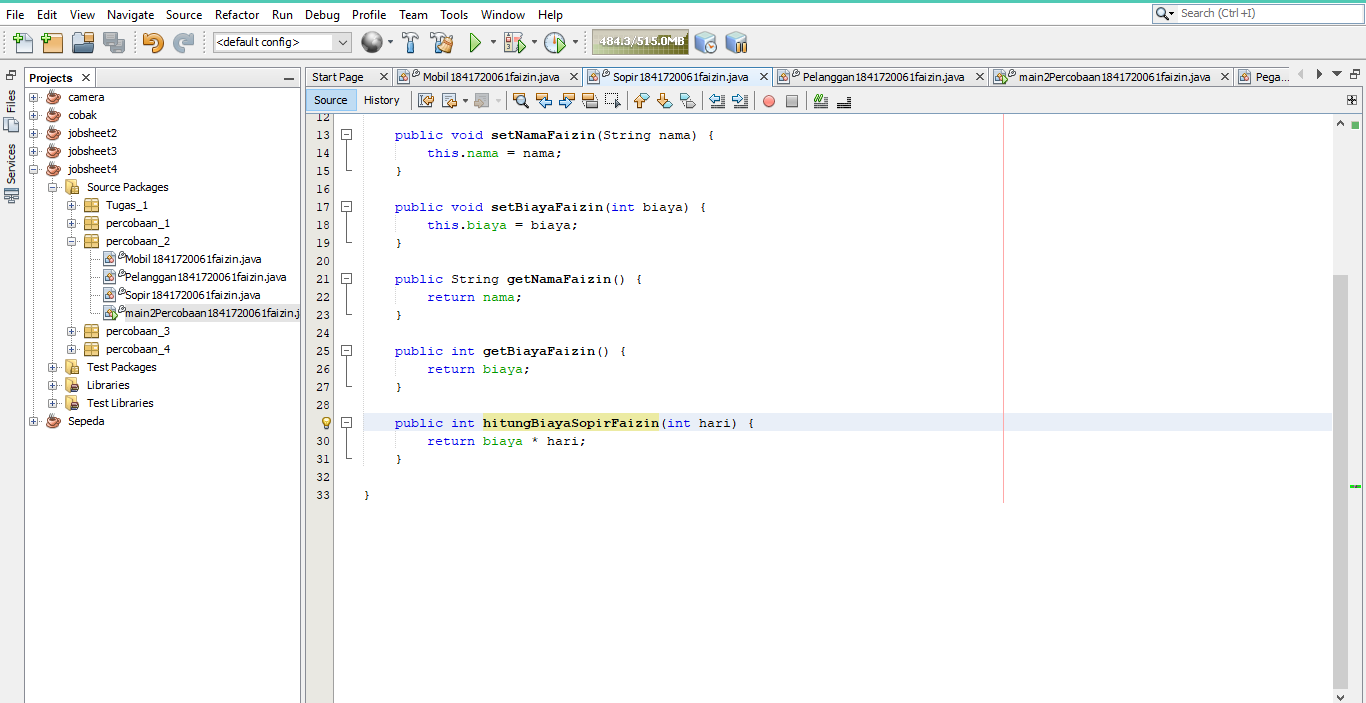 File Edit View Navigate Source Refactor Run Debug Profile Team Tools Window Help
Search (Ctrl+I)
<default config>
484.3/515.0MB
Files
Services
Projects
camera
cobak
jobsheet2
jobsheet3
jobsheet4
Source Packages
Tugas_1
percobaan_1
percobaan_2
Mobil1841720061faizin.java
Pelanggan1841720061faizin.java
Sopir1841720061faizin.java
main2Percobaan1841720061faizin.j
percobaan_3
percobaan_4
Test Packages
Libraries
Test Libraries
Sepeda
Start Page Mobil1841720061faizin.java Sopir1841720061faizin.java Pelanggan1841720061faizin.java main2Percobaan1841720061faizin.java Pega...
Source History
12
13 public void setNamaFaizin(String nama) {
14 this.nama = nama;
15 }
16
17 public void setBiayaFaizin(int biaya) {
18 this.biaya = biaya;
19 }
20
21 public String getNamaFaizin() {
22 return nama;
23 }
24
25 public int getBiayaFaizin() {
26 return biaya;
27 }
28
public int hitungBiayaSopirFaizin(int hari) {
30 return biaya * hari;
31 }
32
33 }